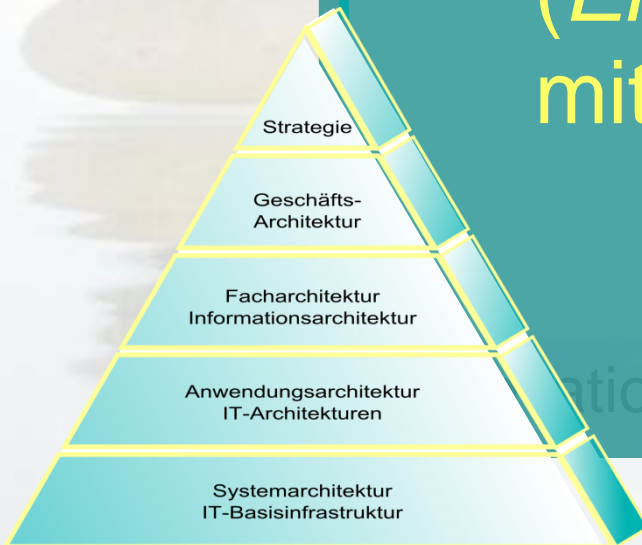 mit
Strategie
Geschäfts-
Architektur
Facharchitektur
Informationsarchitektur
Anwendungsarchitektur
IT-Architekturen
Systemarchitektur
IT-Basisinfrastruktur